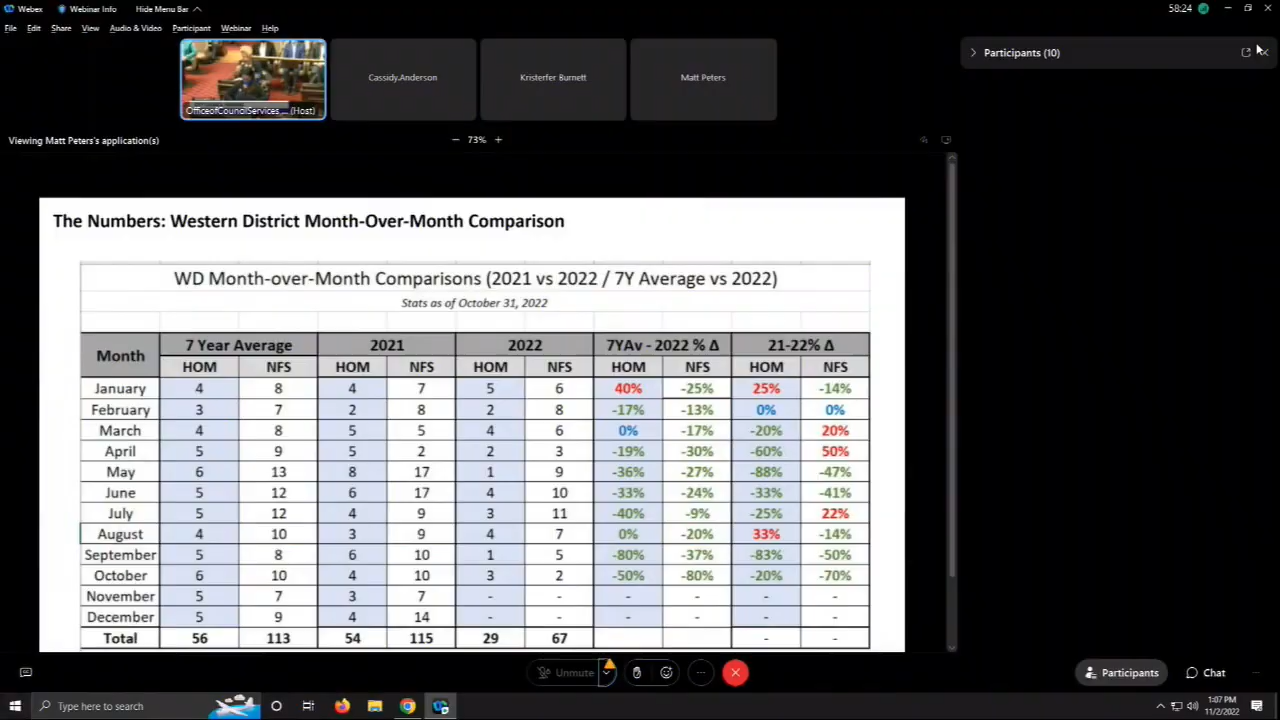 Webex Webinar Info Hide Menu Bar 58:24
File Edit Share View Audio & Video Participant Webinar Help
OfficeofCouncilServices ... (Host)
Cassidy.Anderson
Kristerfer Burnett
Matt Peters
Participants (10)
Viewing Matt Peters's application(s)
73%
The Numbers: Western District Month-Over-Month Comparison
WD Month-over-Month Comparisons (2021 vs 2022 / 7Y Average vs 2022)
Stats as of October 31, 2022
Month 7 Year Average 2021 2022 7YAv - 2022 % Δ 21-22% Δ
HOM NFS HOM NFS HOM NFS HOM NFS HOM NFS
January 4 8 4 7 5 6 40% -25% 25% -14%
February 3 7 2 8 2 8 -17% -13% 0% 0%
March 4 8 5 5 4 6 0% -17% -20% 20%
April 5 9 5 2 2 3 -19% -30% -60% 50%
May 6 13 8 17 1 9 -36% -27% -88% -47%
June 5 12 6 17 4 10 -33% -24% -33% -41%
July 5 12 4 9 3 11 -40% -9% -25% 22%
August 4 10 3 9 4 7 0% -20% 33% -14%
September 5 8 6 10 1 5 -80% -37% -83% -50%
October 6 10 4 10 3 2 -50% -80% -20% -70%
November 5 7 3 7 - - - - - -
December 5 9 4 14 - - - - - -
Total 56 113 54 115 29 67 - -
Unmute
Participants Chat
Type here to search
1:07 PM
11/2/2022